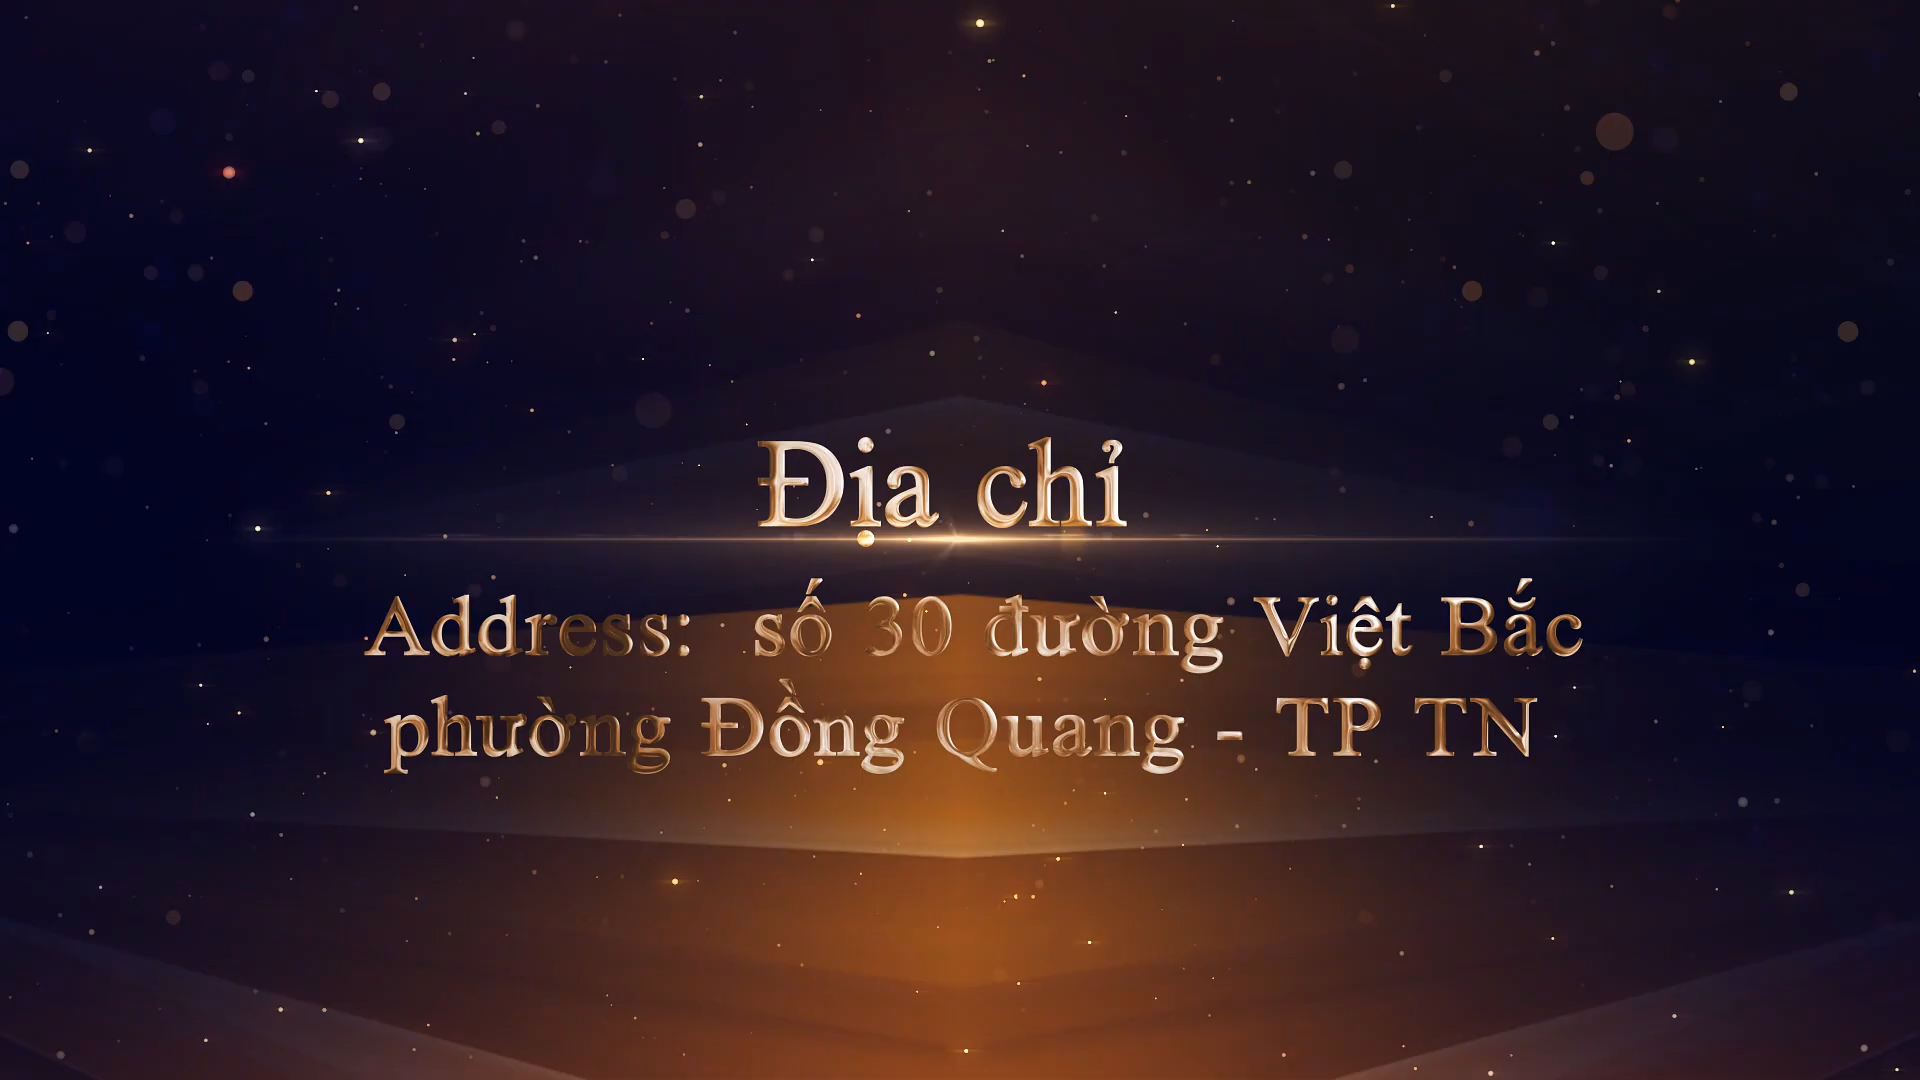 Địa chỉ
Address:  số 30 đường Việt Bắc
phường Đồng Quang - TP TN